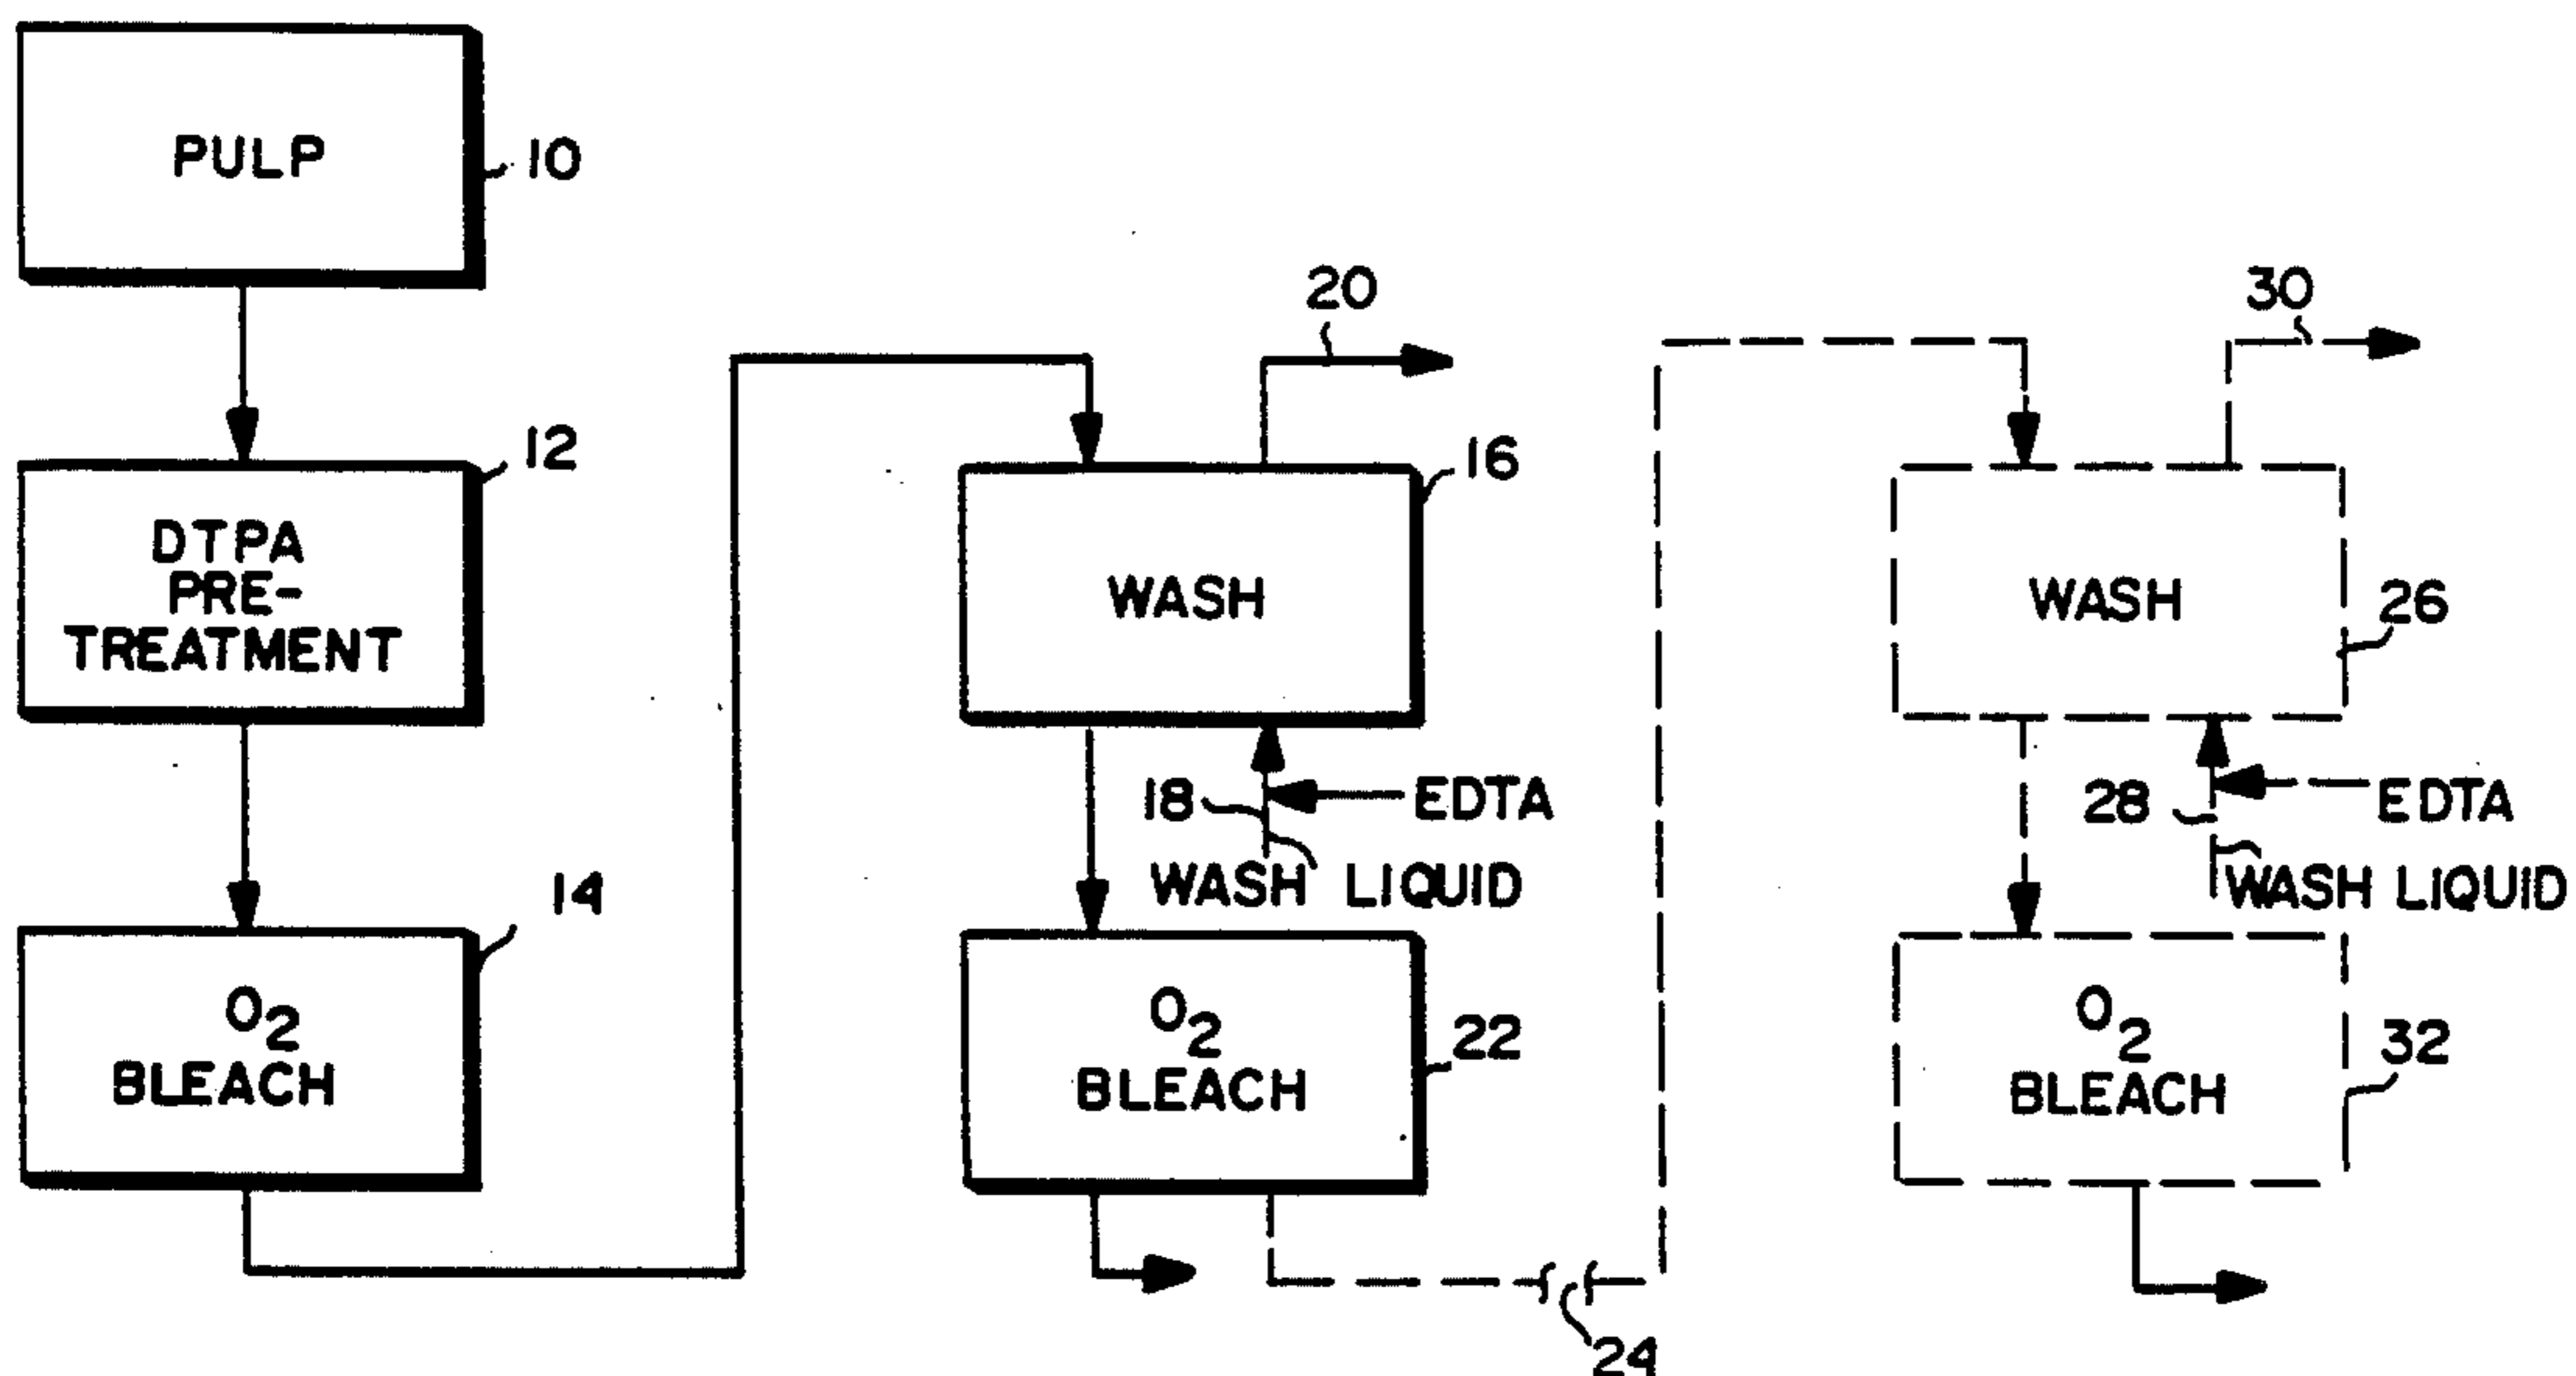 PULP
10
12
DTPA
PRE-
TREATMENT
14
O2
BLEACH
20
16
WASH
18
EDTA
WASH LIQUID
O2
BLEACH
22
24
30
WASH
26
28
EDTA
WASH LIQUID
O2
BLEACH
32